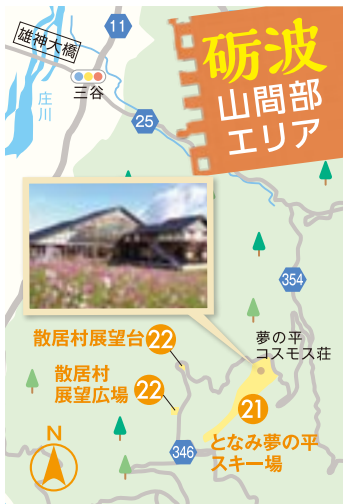 砺波
山間部
エリア
雄神大橋
11
庄川
三谷
25
354
夢の平
コスモス荘
散居村展望台 22
散居村
展望広場 22
21
となみ夢の平
スキー場
346
N